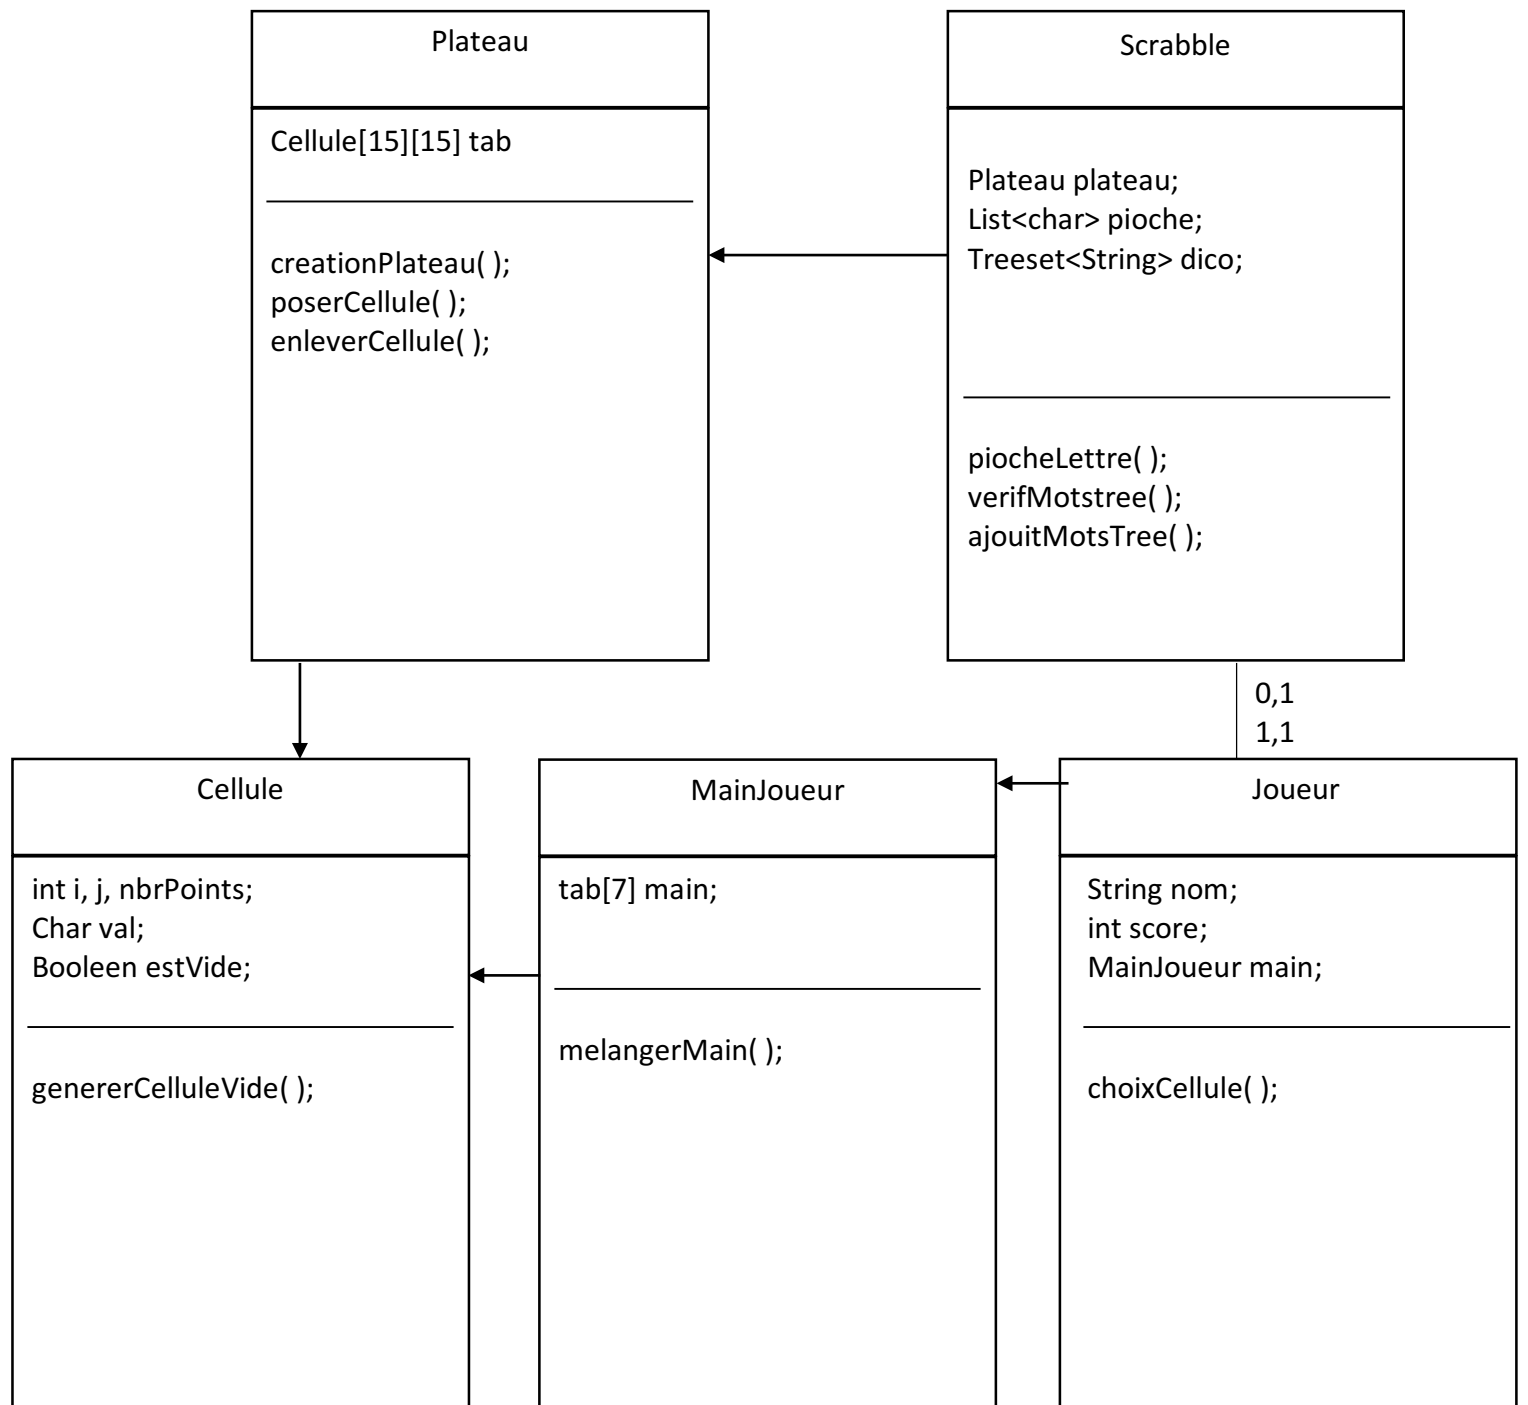 Plateau
Cellule[15][15] tab
creationPlateau( );
poserCellule( );
enleverCellule( );
Scrabble
Plateau plateau;
List<char> pioche;
Treeset<String> dico;
piocheLettre( );
verifMotstree( );
ajouitMotsTree( );
0,1
1,1
Cellule
int i, j, nbrPoints;
Char val;
Booleen estVide;
genererCelluleVide( );
MainJoueur
tab[7] main;
melangerMain( );
Joueur
String nom;
int score;
MainJoueur main;
choixCellule( );